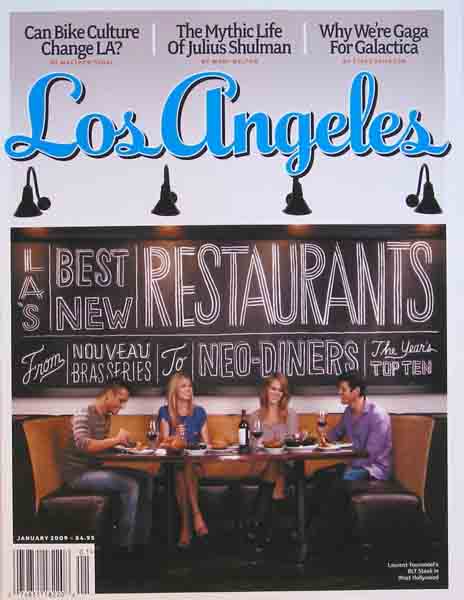 Can Bike Culture
Change LA?
The Mythic Life
Of Julius Shulman
Why We're Gaga
For Galactica
Los Angeles
LA's
BEST
NEW
RESTAURANTS
From
NOUVEAU
BRASSERIES
To
NEO-DINERS
The Year's
TOP TEN
JANUARY 2009 • $4.95
Laurent Tourondel's
BLT Steak in
West Hollywood